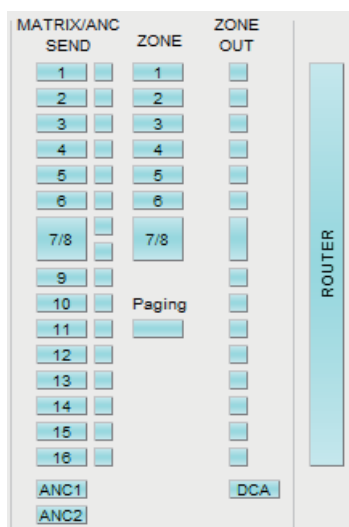 MATRIX/ANC
SEND
ZONE
ZONE
OUT
1
1
2
2
3
3
4
4
5
5
6
6
7/8
7/8
9
10
Paging
11
12
13
14
15
16
ANC1
DCA
ANC2
ROUTER